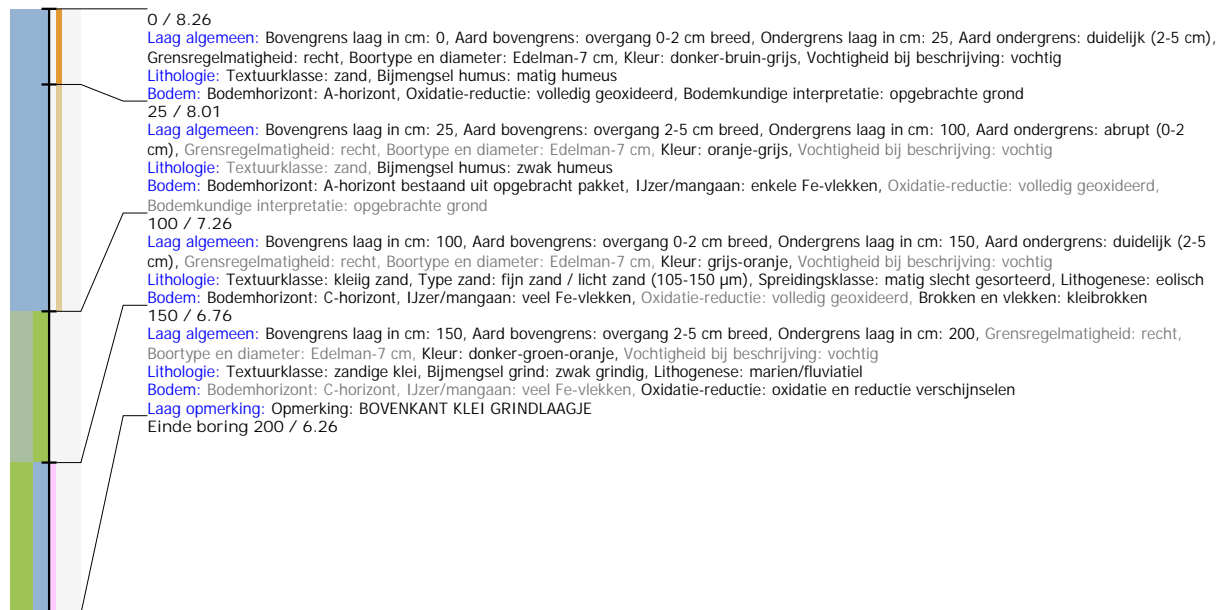 0 / 8.26
Laag algemeen: Bovengrens laag in cm: 0, Aard bovengrens: overgang 0-2 cm breed, Ondergrens laag in cm: 25, Aard ondergrens: duidelijk (2-5 cm),
Grensregelmatigheid: recht, Boortype en diameter: Edelman-7 cm, Kleur: donker-bruin-grijs, Vochtigheid bij beschrijving: vochtig
Lithologie: Textuurklasse: zand, Bijmengsel humus: matig humeus
Bodem: Bodemhorizont: A-horizont, Oxidatie-reductie: volledig geoxideerd, Bodemkundige interpretatie: opgebrachte grond
25 / 8.01
Laag algemeen: Bovengrens laag in cm: 25, Aard bovengrens: overgang 2-5 cm breed, Ondergrens laag in cm: 100, Aard ondergrens: abrupt (0-2
cm), Grensregelmatigheid: recht, Boortype en diameter: Edelman-7 cm, Kleur: oranje-grijs, Vochtigheid bij beschrijving: vochtig
Lithologie: Textuurklasse: zand, Bijmengsel humus: zwak humeus
Bodem: Bodemhorizont: A-horizont bestaand uit opgebracht pakket, IJzer/mangaan: enkele Fe-vlekken, Oxidatie-reductie: volledig geoxideerd,
Bodemkundige interpretatie: opgebrachte grond
100 / 7.26
Laag algemeen: Bovengrens laag in cm: 100, Aard bovengrens: overgang 0-2 cm breed, Ondergrens laag in cm: 150, Aard ondergrens: duidelijk (2-5
cm), Grensregelmatigheid: recht, Boortype en diameter: Edelman-7 cm, Kleur: grijs-oranje, Vochtigheid bij beschrijving: vochtig
Lithologie: Textuurklasse: kleiig zand, Type zand: fijn zand / licht zand (105-150 µm), Spreidingsklasse: matig slecht gesorteerd, Lithogenese: eolisch
Bodem: Bodemhorizont: C-horizont, IJzer/mangaan: veel Fe-vlekken, Oxidatie-reductie: volledig geoxideerd, Brokken en vlekken: kleibrokken
150 / 6.76
Laag algemeen: Bovengrens laag in cm: 150, Aard bovengrens: overgang 2-5 cm breed, Ondergrens laag in cm: 200, Grensregelmatigheid: recht,
Boortype en diameter: Edelman-7 cm, Kleur: donker-groen-oranje, Vochtigheid bij beschrijving: vochtig
Lithologie: Textuurklasse: zandige klei, Bijmengsel grind: zwak grindig, Lithogenese: marien/fluviatiel
Bodem: Bodemhorizont: C-horizont, IJzer/mangaan: veel Fe-vlekken, Oxidatie-reductie: oxidatie en reductie verschijnselen
Laag opmerking: Opmerking: BOVENKANT KLEI GRINDLAAGJE
Einde boring 200 / 6.26